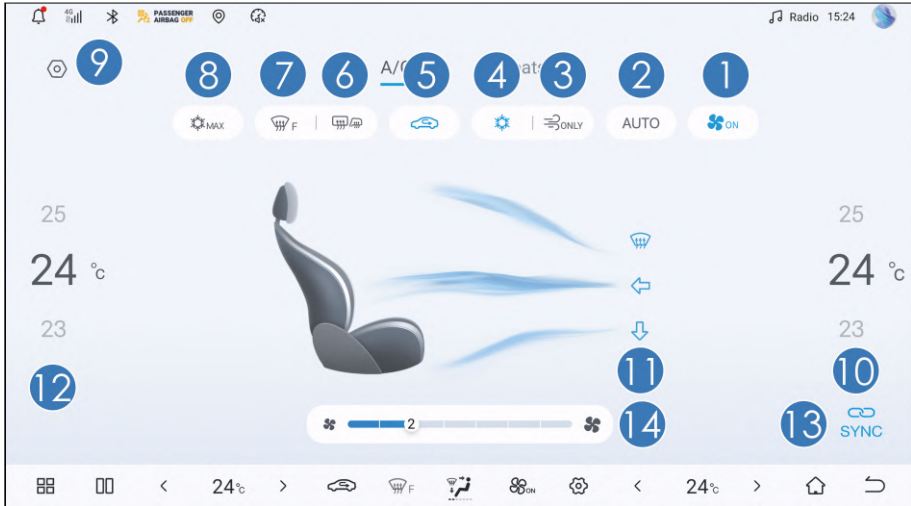 4G PASSENGER AIRBAG OFF Radio 15:24
9 8 7 6 5 4 3 2 1
MAX F ONLY AUTO ON
25 25
24 °C 24 °C
23 23
12 11 10
2 14 13 SYNC
24°C F ON 24°C